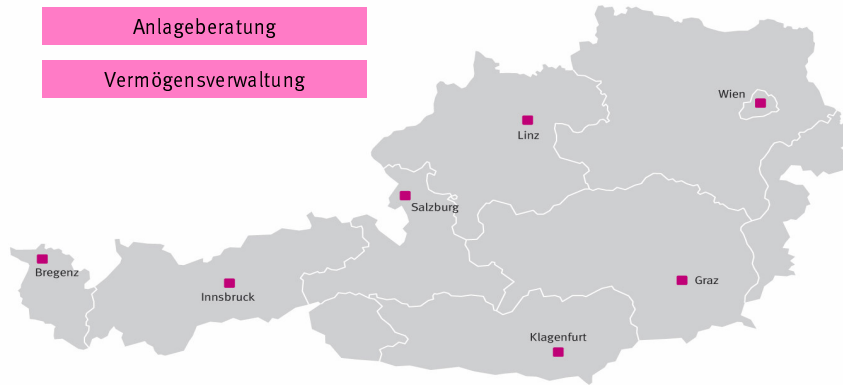 Anlageberatung
Vermögensverwaltung
Wien
Linz
Salzburg
Bregenz
Innsbruck
Graz
Klagenfurt